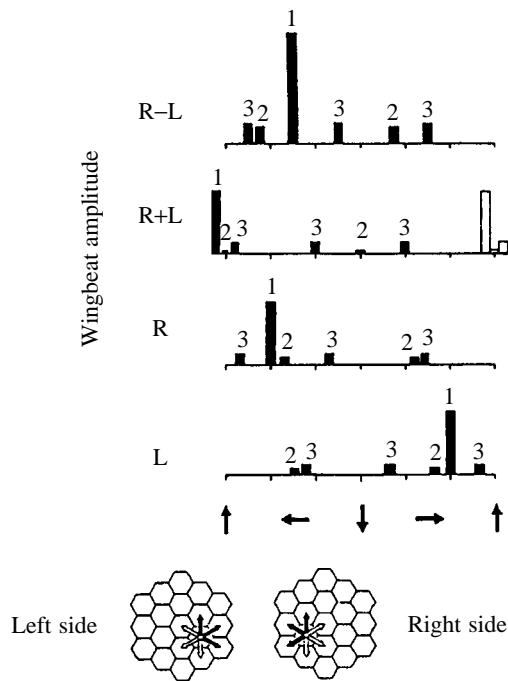 Wingbeat amplitude
R–L
3 2 1 3 2 3
R+L
1 2 3 3 2 3
R
3 1 2 3 2 3
L
2 3 3 2 1 3
Left side
Right side